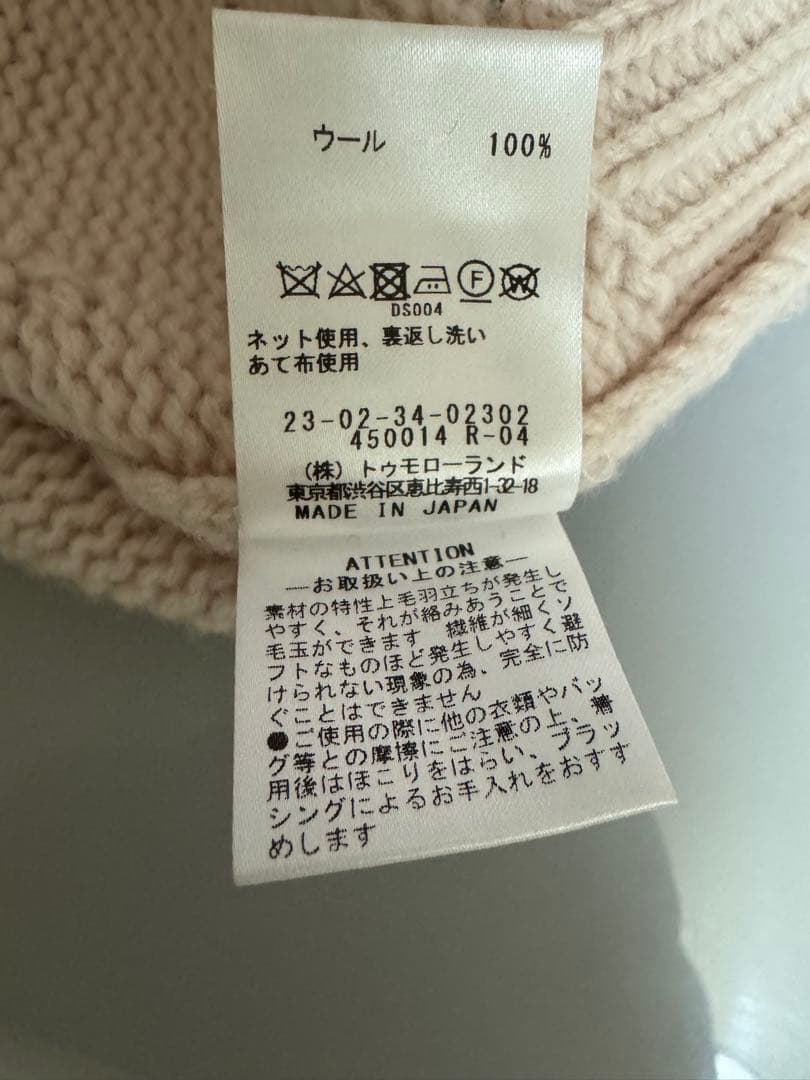 ウール 100%
F W
DS004
ネット使用、裏返し洗い
あて布使用
23-02-34-02302
450014 R-04
(株) トゥモローランド
東京都渋谷区恵比寿西1-32-18
MADE IN JAPAN
ATTENTION
―お取扱い上の注意―
素材の特性上毛羽立ちが発生し
やすく、それが絡みあうことで
毛玉ができます 繊維が細くソ
フトなものほど発生しやすく避
けられない現象の為、完全に防
ぐことはできません
●ご使用の際に他の衣類やバッ
グ等との摩擦にご注意の上、着
用後はほこりをはらい、ブラッ
シングによるお手入れをおすす
めします